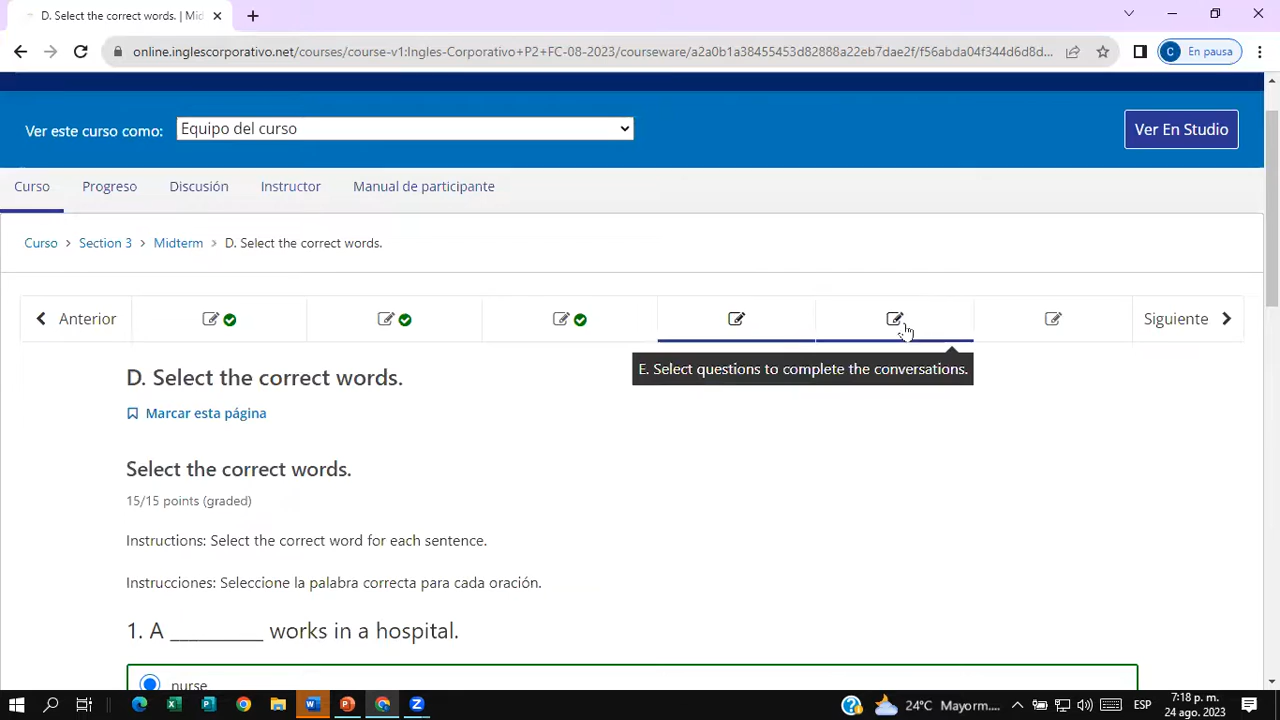 D. Select the correct words. | Mid
online.inglescorporativo.net/courses/course-v1:Ingles-Corporativo+P2+FC-08-2023/courseware/a2a0b1a38455453d82888a22eb7dae2f/f56abda04f344d6d8d...
C En pausa
Ver este curso como:
Equipo del curso
Ver En Studio
Curso
Progreso
Discusión
Instructor
Manual de participante
Curso > Section 3 > Midterm > D. Select the correct words.
Anterior
Siguiente
E. Select questions to complete the conversations.
D. Select the correct words.
Marcar esta página
Select the correct words.
15/15 points (graded)
Instructions: Select the correct word for each sentence.
Instrucciones: Seleccione la palabra correcta para cada oración.
1. A __________ works in a hospital.
nurse
24°C Mayorm....
ESP
7:18 p. m.
24 ago. 2023